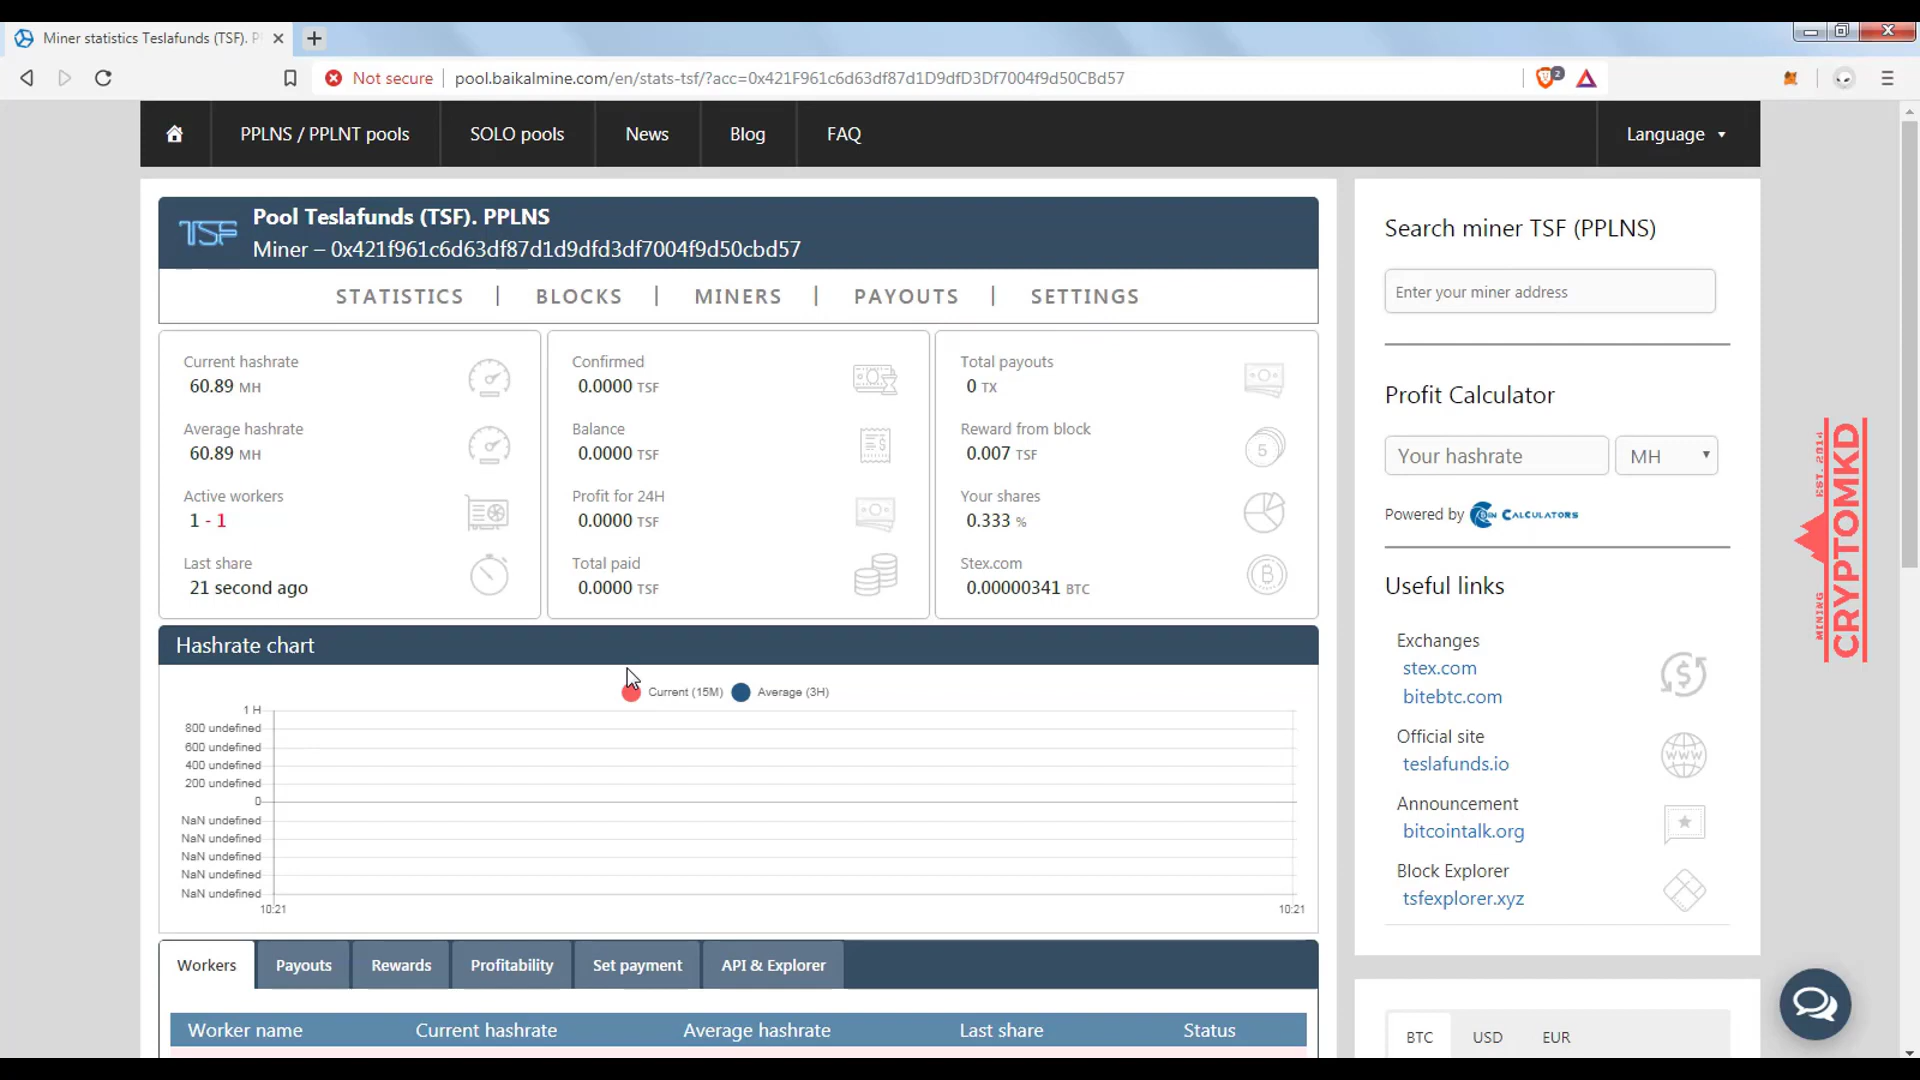 Miner statistics Teslafunds (TSF). P
Not secure
pool.baikalmine.com/en/stats-tsf/?acc=0x421F961c6d63df87d1D9dfD3Df7004f9d50CBd57
2
PPLNS / PPLNT pools
SOLO pools
News
Blog
FAQ
Language
TSF
Pool Teslafunds (TSF). PPLNS
Miner – 0x421f961c6d63df87d1d9dfd3df7004f9d50cbd57
STATISTICS | BLOCKS | MINERS | PAYOUTS | SETTINGS
Current hashrate
60.89 MH
Average hashrate
60.89 MH
Active workers
1 - 1
Last share
21 second ago
Confirmed
0.0000 TSF
Balance
0.0000 TSF
Profit for 24H
0.0000 TSF
Total paid
0.0000 TSF
Total payouts
0 TX
Reward from block
0.007 TSF
5
Your shares
0.333 %
Stex.com
0.00000341 BTC
Hashrate chart
Current (15M)
Average (3H)
1 H
800 undefined
600 undefined
400 undefined
200 undefined
0
NaN undefined
NaN undefined
NaN undefined
NaN undefined
NaN undefined
10:21
10:21
Workers
Payouts
Rewards
Profitability
Set payment
API & Explorer
Worker name
Current hashrate
Average hashrate
Last share
Status
Search miner TSF (PPLNS)
Enter your miner address
Profit Calculator
Your hashrate
MH
Powered by COIN CALCULATORS
Useful links
Exchanges
stex.com
bitebtc.com
Official site
teslafunds.io
WWW
Announcement
bitcointalk.org
Block Explorer
tsfexplorer.xyz
BTC
USD
EUR
MINING
EST. 2014
CRYPTOMKD